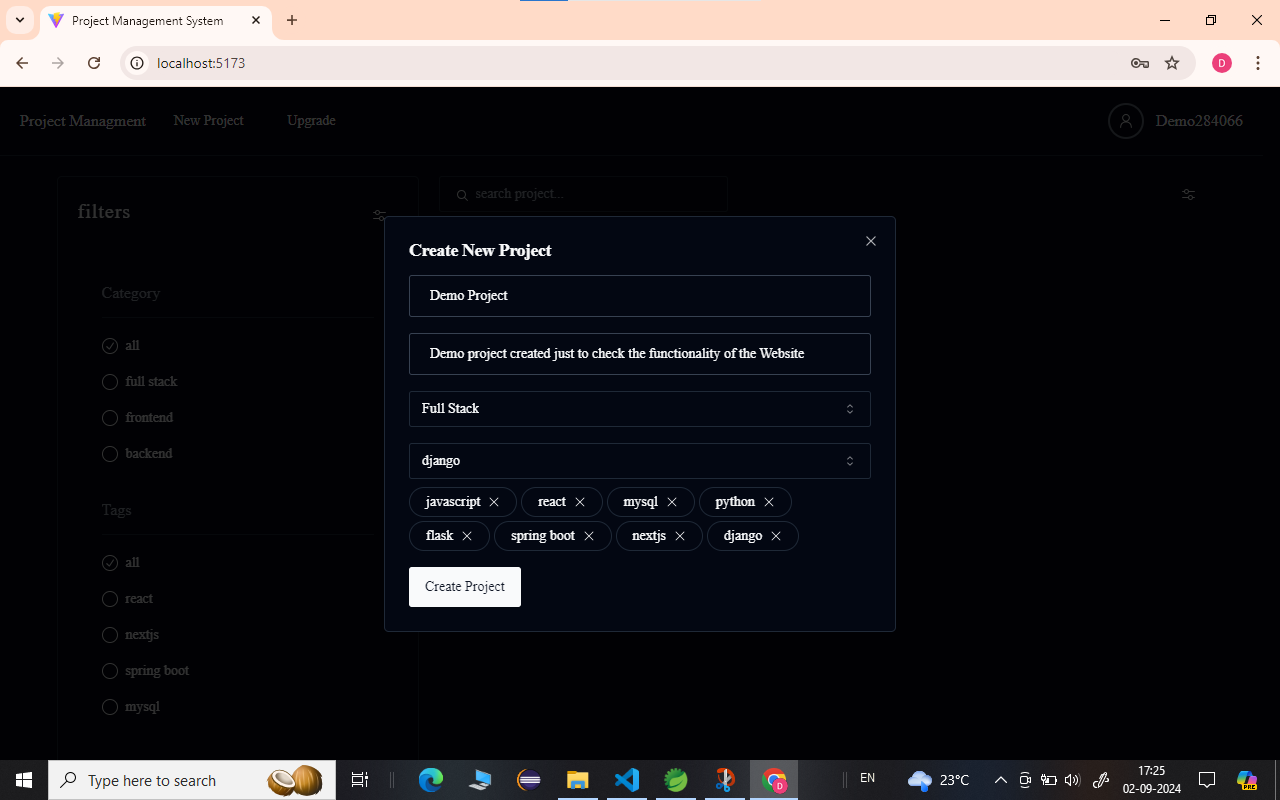 Project Management System
localhost:5173
D
Project Managment New Project Upgrade Demo284066
filters
search project...
Category
all
full stack
frontend
backend
Tags
all
react
nextjs
spring boot
mysql
Create New Project
Demo Project
Demo project created just to check the functionality of the Website
Full Stack
django
javascript react mysql python
flask spring boot nextjs django
Create Project
Type here to search
D
EN
23°C
17:25
02-09-2024
PRE